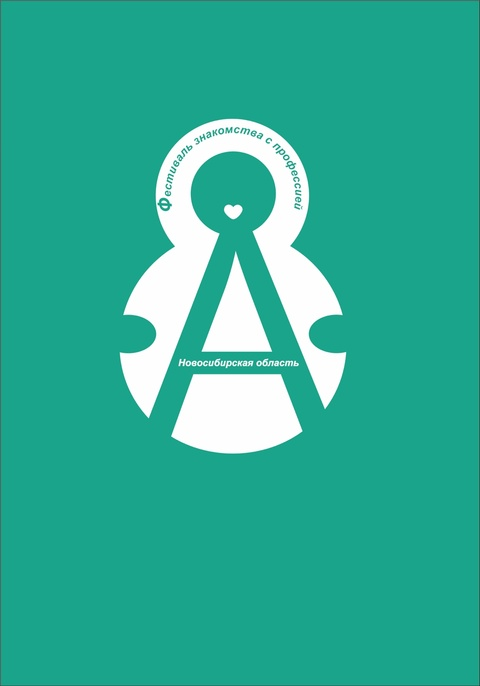 Фестиваль знакомства с профессией
А
Новосибирская область